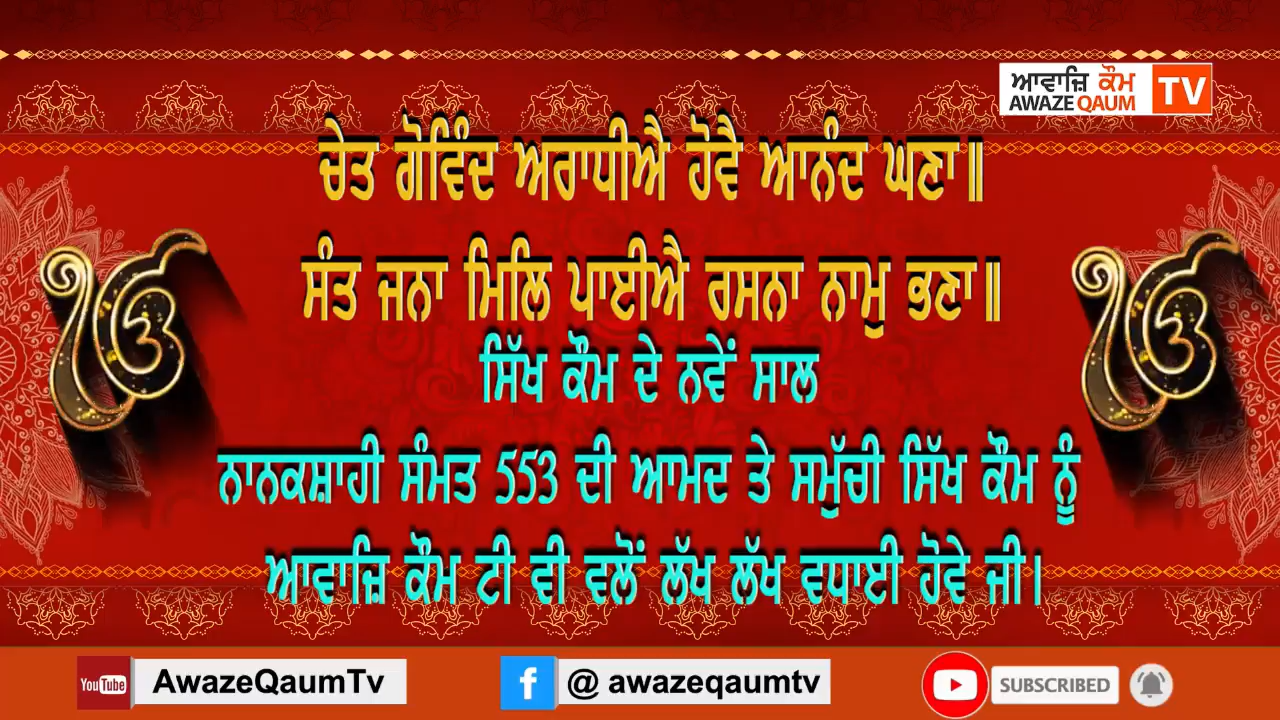 ਆਵਾਜ਼ਿ ਕੌਮ
AWAZE QAUM
TV
ਚੇਤ ਗੋਵਿੰਦ ਅਰਾਧੀਐ ਹੋਵੈ ਆਨੰਦ ਘਣਾ॥
ਸੰਤ ਜਨਾ ਮਿਲਿ ਪਾਈਐ ਰਸਨਾ ਨਾਮੁ ਭਣਾ॥
ਸਿੱਖ ਕੌਮ ਦੇ ਨਵੇਂ ਸਾਲ
ਨਾਨਕਸ਼ਾਹੀ ਸੰਮਤ 553 ਦੀ ਆਮਦ ਤੇ ਸਮੁੱਚੀ ਸਿੱਖ ਕੌਮ ਨੂੰ
ਆਵਾਜ਼ਿ ਕੌਮ ਟੀ ਵੀ ਵਲੋਂ ਲੱਖ ਲੱਖ ਵਧਾਈ ਹੋਵੇ ਜੀ।
YouTube AwazeQaumTv
f @ awazeqaumtv
SUBSCRIBED